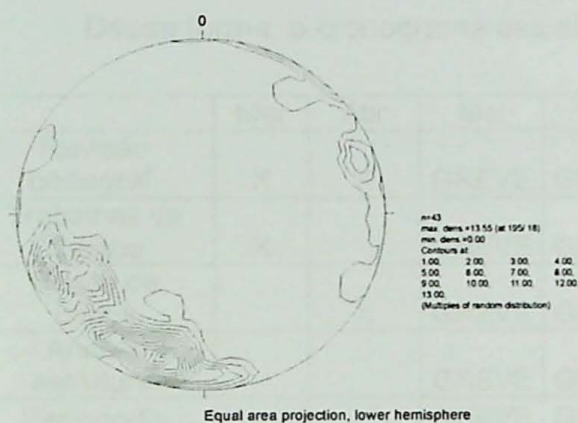 0
n=43
max. dens.=13.55 (at 195/ 18)
min. dens.=0.00
Contours at:
1.00, 2.00, 3.00, 4.00,
5.00, 6.00, 7.00, 8.00,
9.00, 10.00, 11.00, 12.00,
13.00,
(Multiples of random distribution)
Equal area projection, lower hemisphere